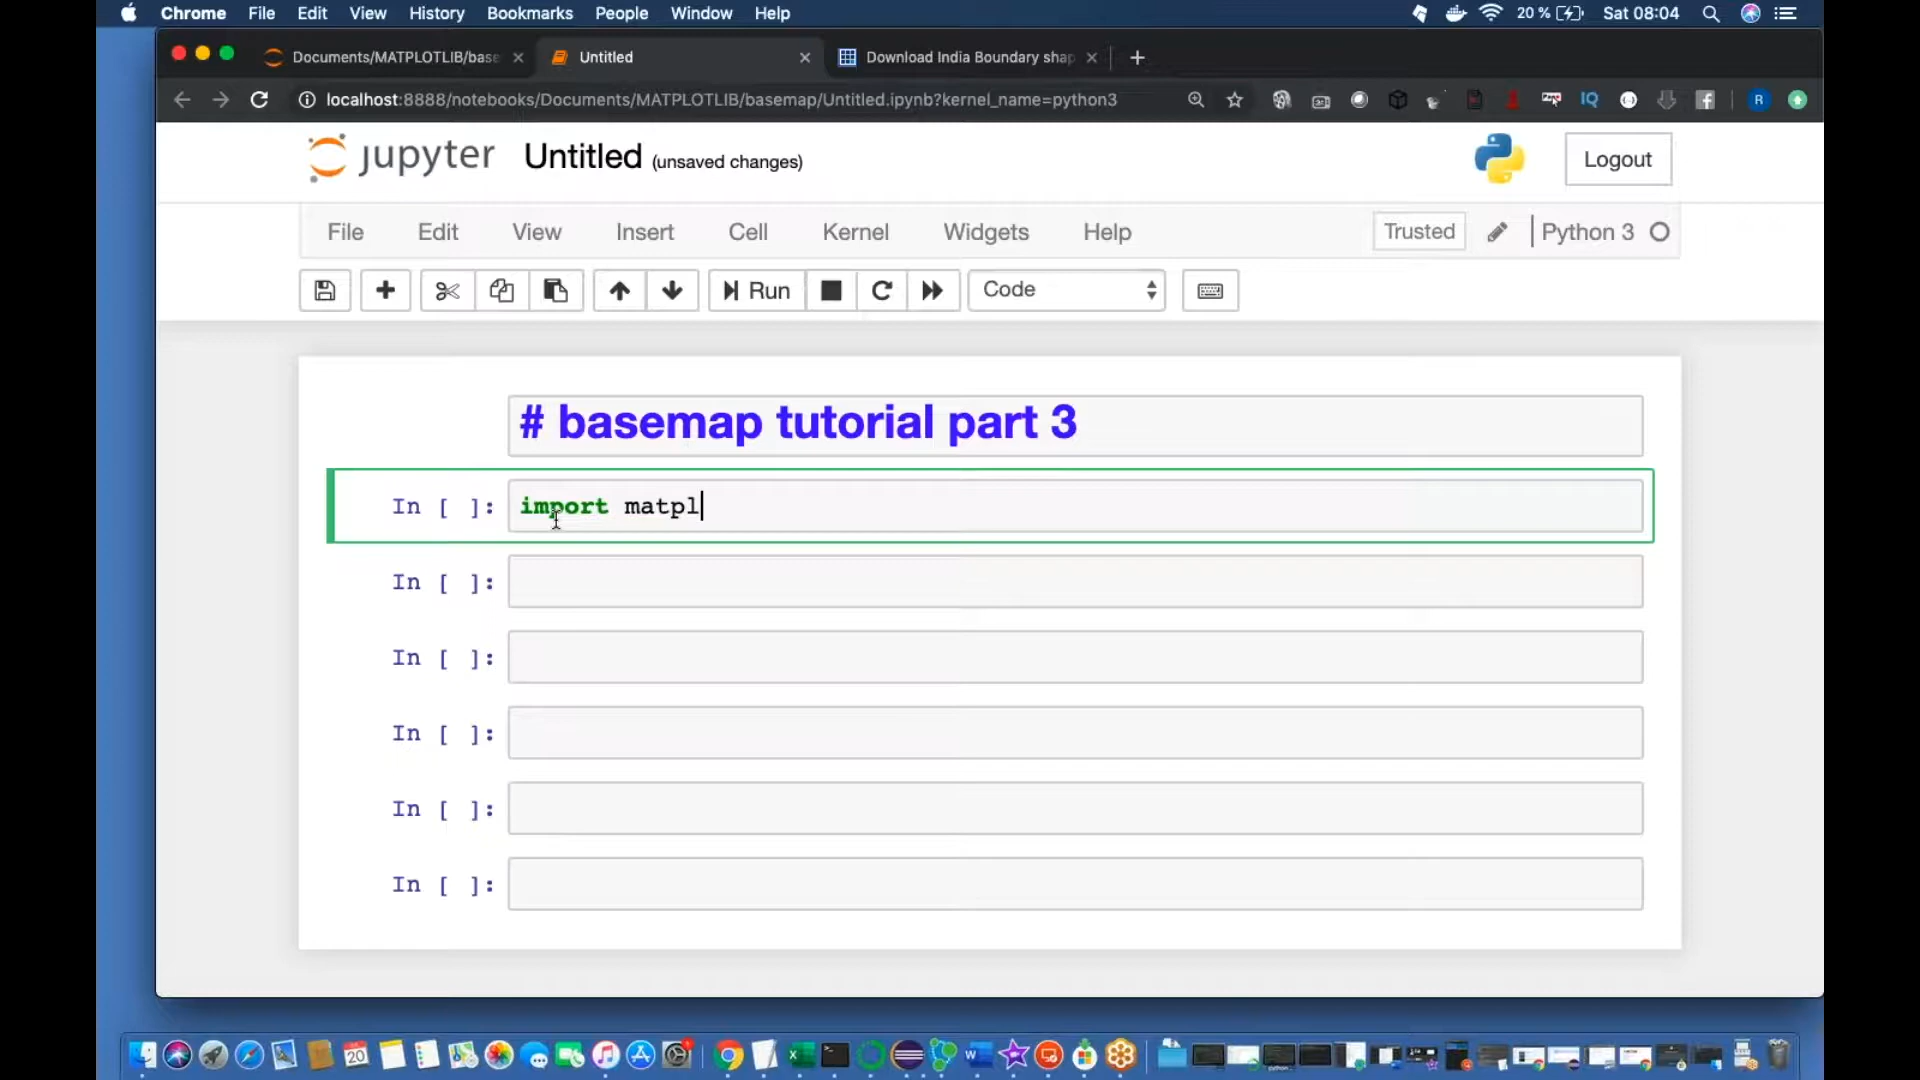 Chrome File Edit View History Bookmarks People Window Help 20 % Sat 08:04
Documents/MATPLOTLIB/base Untitled Download India Boundary shap
localhost:8888/notebooks/Documents/MATPLOTLIB/basemap/Untitled.ipynb?kernel_name=python3
jupyter Untitled (unsaved changes) Logout
File Edit View Insert Cell Kernel Widgets Help Trusted Python 3
Run Code
# basemap tutorial part 3
In [ ]: import matpl
In [ ]:
In [ ]:
In [ ]:
In [ ]:
In [ ]: